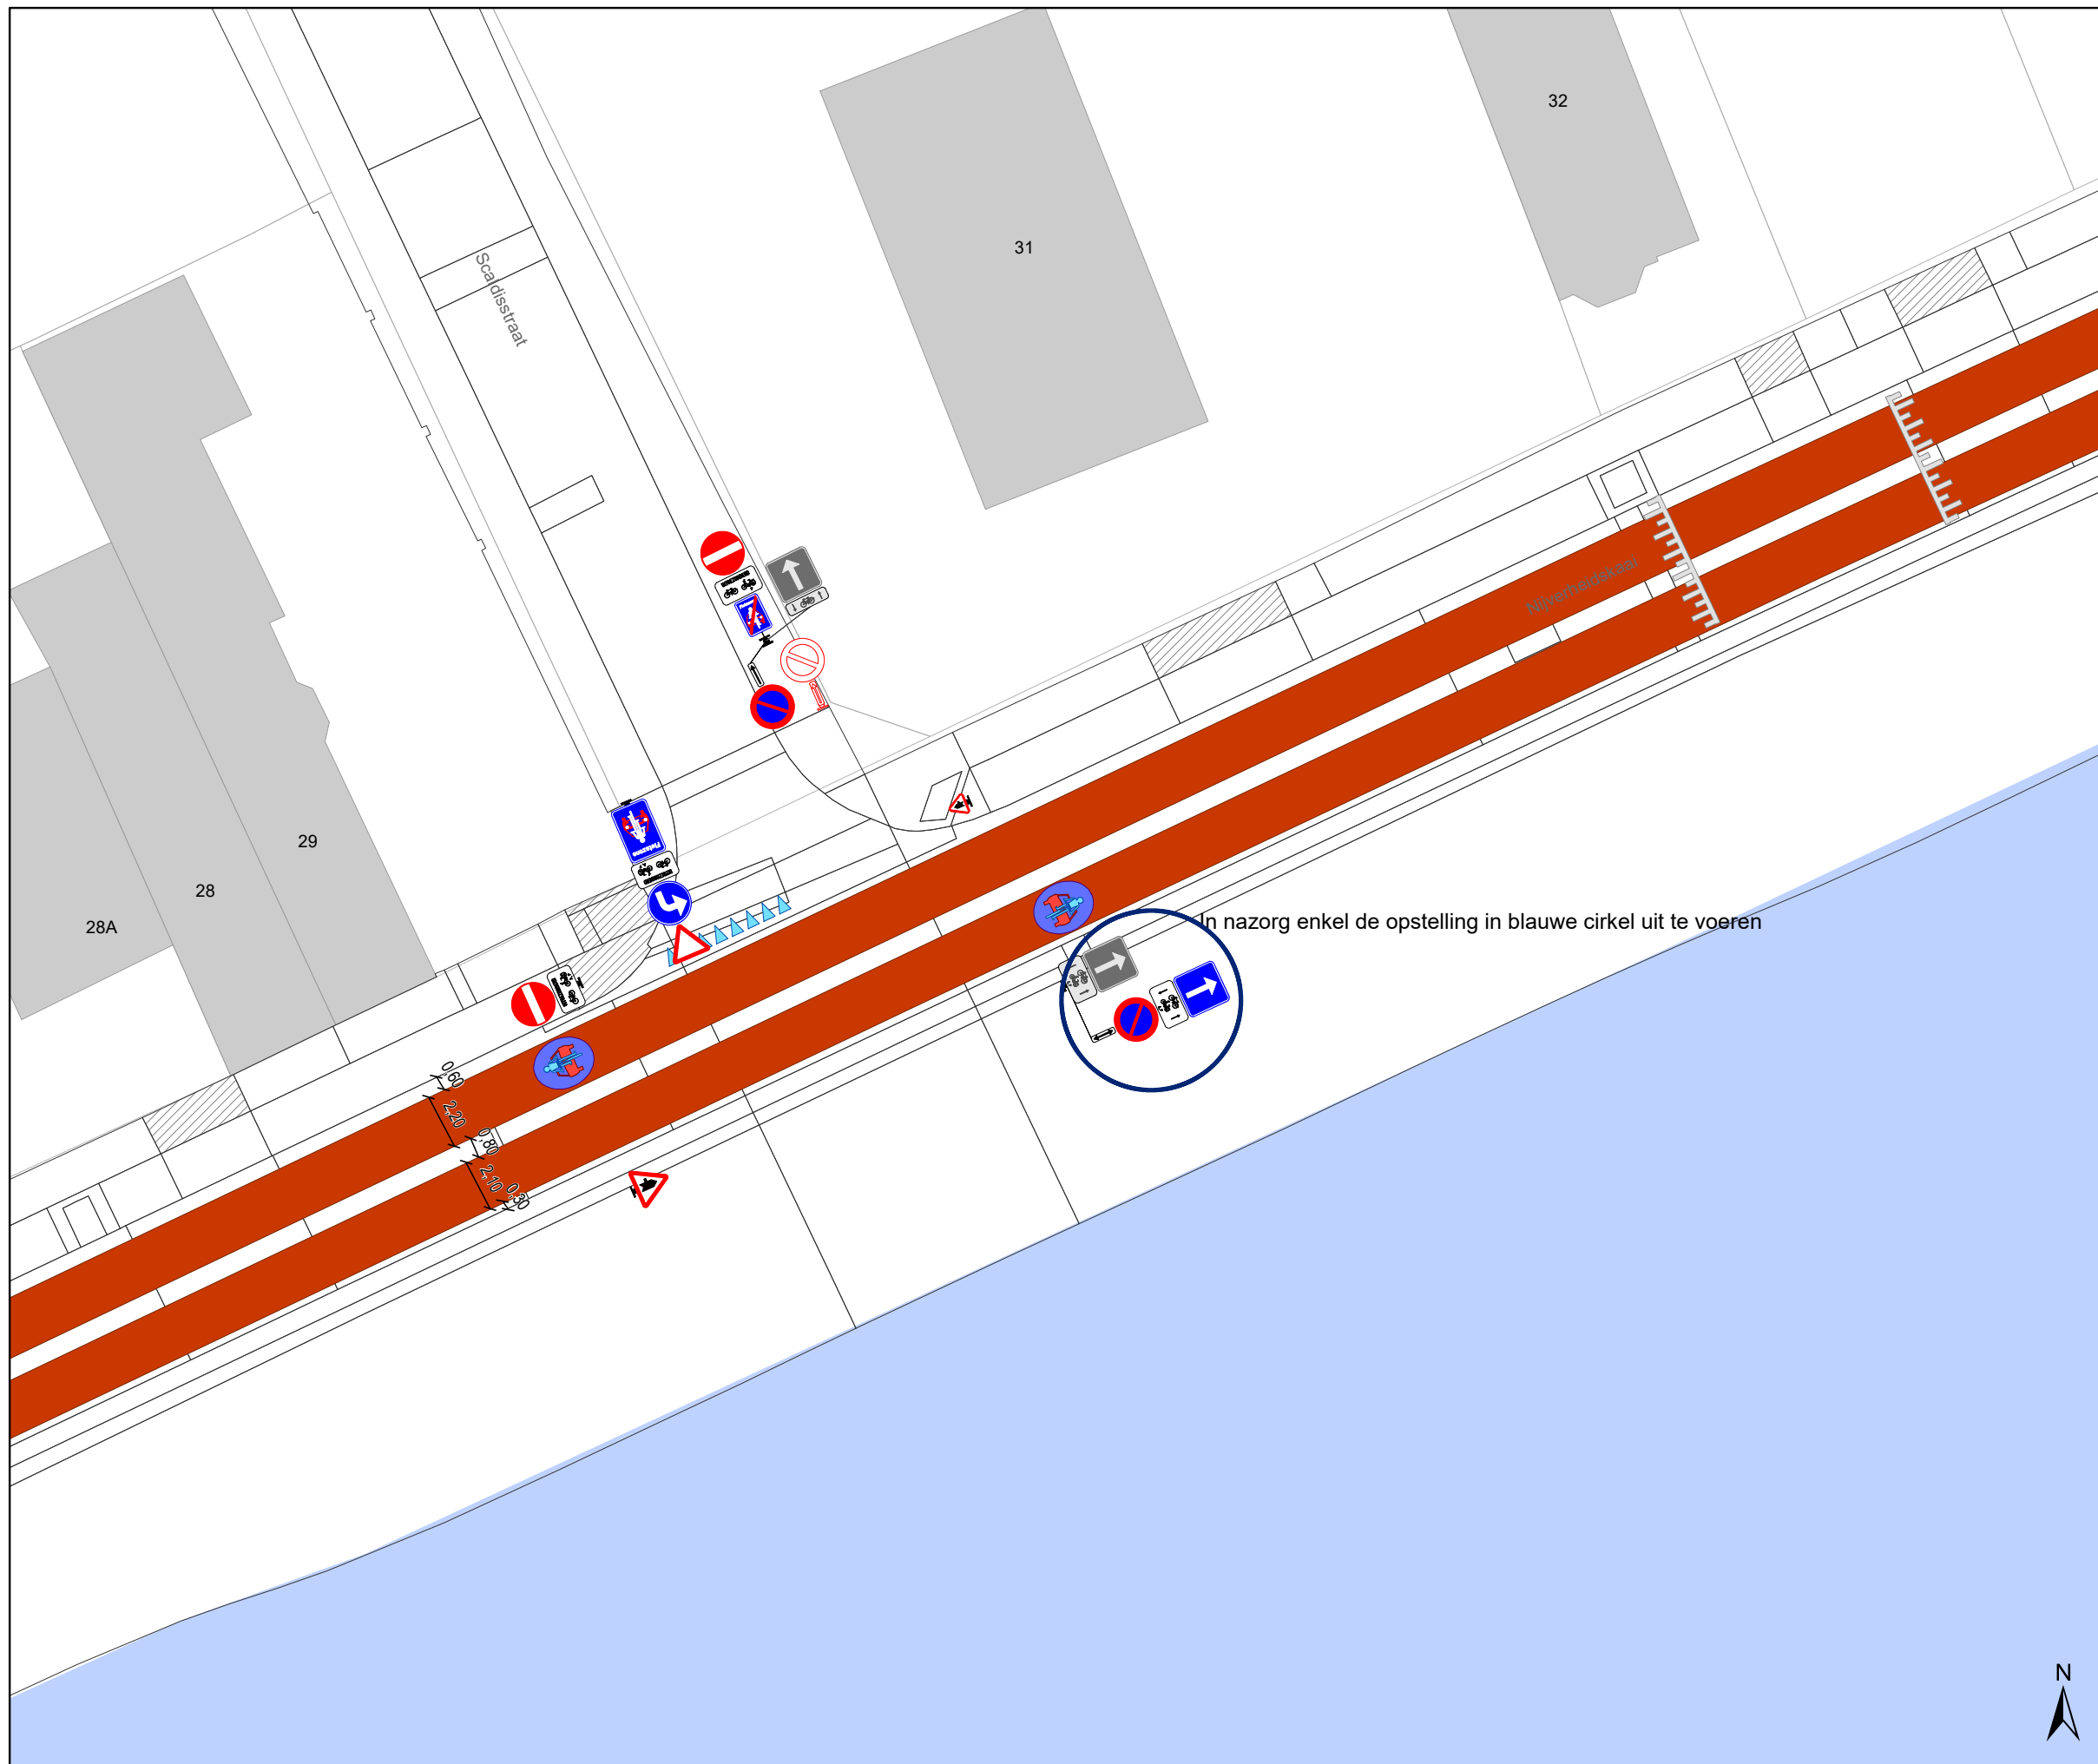 32
31
Scaldisstraat
Nijverheidskaai
29
28
28A
In nazorg enkel de opstelling in blauwe cirkel uit te voeren
0,60
2,20
0,80
2,10
0,30
Fietszone
N